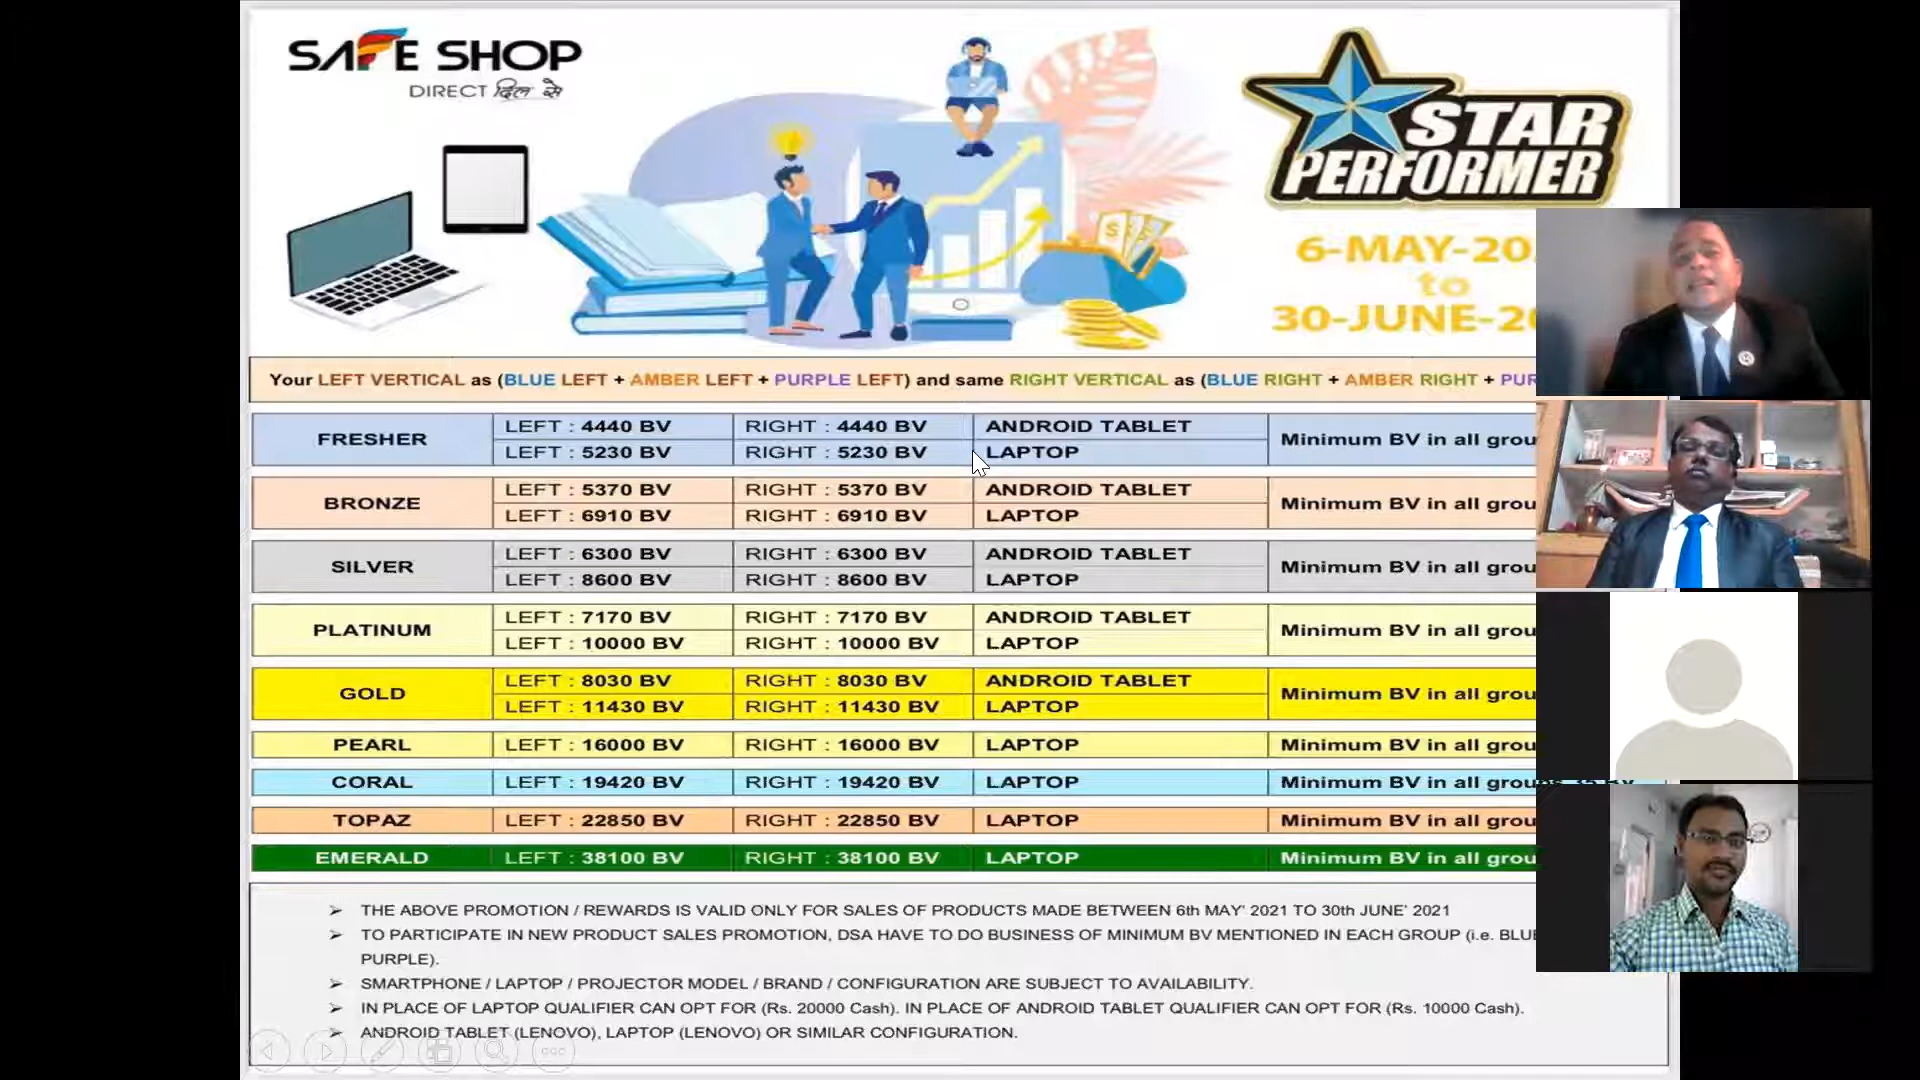 SAFE SHOP
DIRECT दिल से
STAR
PERFORMER
6-MAY-20
to
30-JUNE-20
Your LEFT VERTICAL as (BLUE LEFT + AMBER LEFT + PURPLE LEFT) and same RIGHT VERTICAL as (BLUE RIGHT + AMBER RIGHT + PUR
FRESHER
LEFT : 4440 BV RIGHT : 4440 BV ANDROID TABLET
LEFT : 5230 BV RIGHT : 5230 BV LAPTOP
Minimum BV in all grou
BRONZE
LEFT : 5370 BV RIGHT : 5370 BV ANDROID TABLET
LEFT : 6910 BV RIGHT : 6910 BV LAPTOP
Minimum BV in all grou
SILVER
LEFT : 6300 BV RIGHT : 6300 BV ANDROID TABLET
LEFT : 8600 BV RIGHT : 8600 BV LAPTOP
Minimum BV in all grou
PLATINUM
LEFT : 7170 BV RIGHT : 7170 BV ANDROID TABLET
LEFT : 10000 BV RIGHT : 10000 BV LAPTOP
Minimum BV in all grou
GOLD
LEFT : 8030 BV RIGHT : 8030 BV ANDROID TABLET
LEFT : 11430 BV RIGHT : 11430 BV LAPTOP
Minimum BV in all grou
PEARL LEFT : 16000 BV RIGHT : 16000 BV LAPTOP Minimum BV in all grou
CORAL LEFT : 19420 BV RIGHT : 19420 BV LAPTOP Minimum BV in all grou
TOPAZ LEFT : 22850 BV RIGHT : 22850 BV LAPTOP Minimum BV in all grou
EMERALD LEFT : 38100 BV RIGHT : 38100 BV LAPTOP Minimum BV in all grou
➢ THE ABOVE PROMOTION / REWARDS IS VALID ONLY FOR SALES OF PRODUCTS MADE BETWEEN 6th MAY' 2021 TO 30th JUNE' 2021
➢ TO PARTICIPATE IN NEW PRODUCT SALES PROMOTION, DSA HAVE TO DO BUSINESS OF MINIMUM BV MENTIONED IN EACH GROUP (i.e. BLUE
PURPLE).
➢ SMARTPHONE / LAPTOP / PROJECTOR MODEL / BRAND / CONFIGURATION ARE SUBJECT TO AVAILABILITY.
➢ IN PLACE OF LAPTOP QUALIFIER CAN OPT FOR (Rs. 20000 Cash). IN PLACE OF ANDROID TABLET QUALIFIER CAN OPT FOR (Rs. 10000 Cash).
➢ ANDROID TABLET (LENOVO), LAPTOP (LENOVO) OR SIMILAR CONFIGURATION.